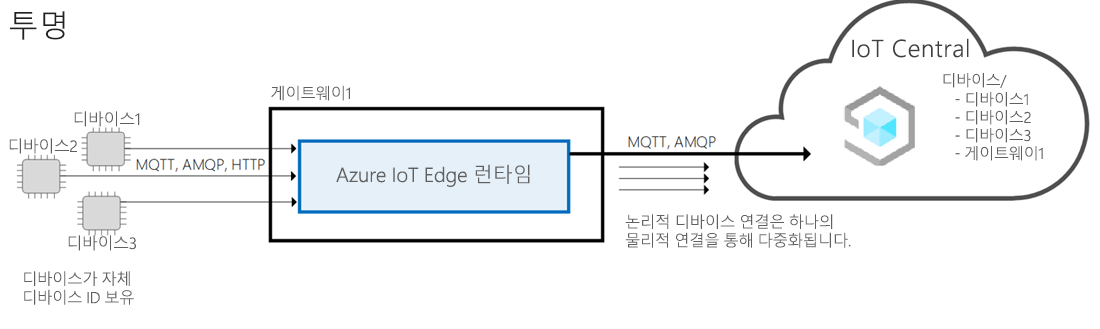 투명
IoT Central
디바이스/
- 디바이스1
- 디바이스2
- 디바이스3
- 게이트웨이1
게이트웨이1
디바이스1
디바이스2
MQTT, AMQP, HTTP
Azure IoT Edge 런타임
MQTT, AMQP
디바이스3
논리적 디바이스 연결은 하나의
물리적 연결을 통해 다중화됩니다.
디바이스가 자체
디바이스 ID 보유